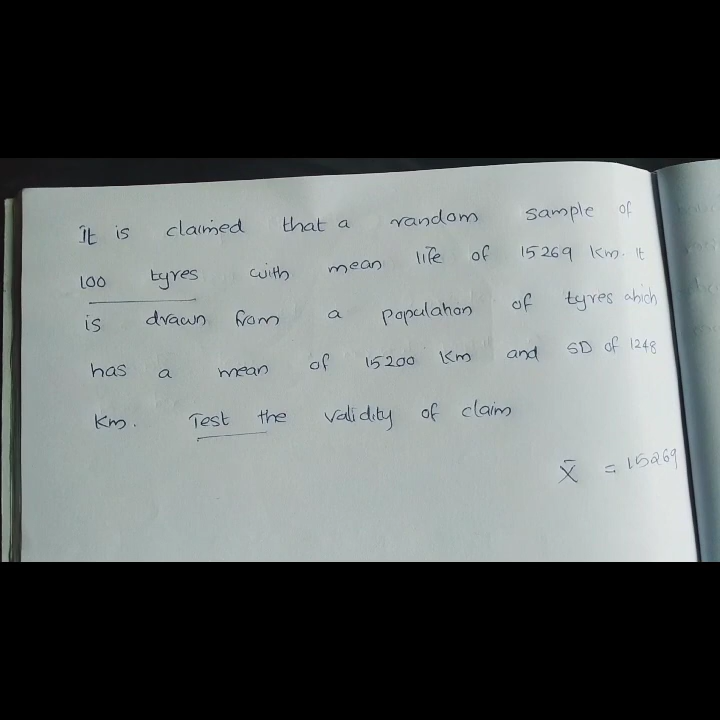 It is claimed that a random sample of
100 tyres with mean life of 15269 Km. It
is drawn from a population of tyres which
has a mean of 15200 Km and SD of 1248
Km. Test the validity of claim
X̄ = 15269